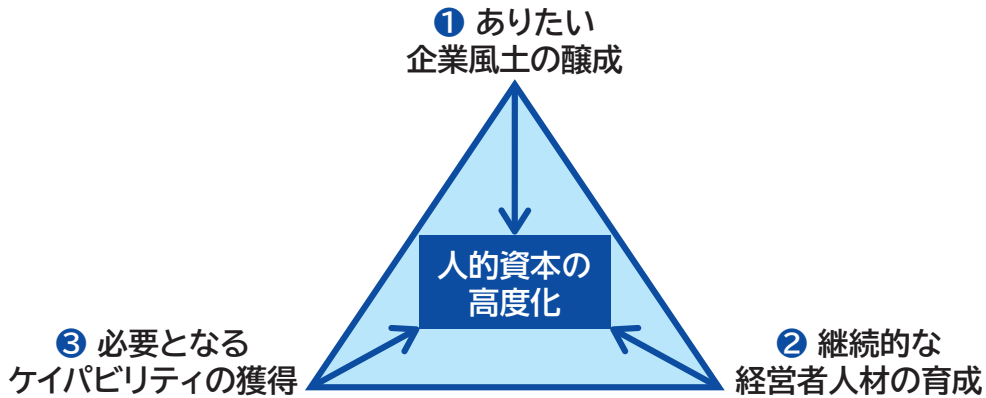 ❶ ありたい
企業風土の醸成
人的資本の
高度化
❸ 必要となる
ケイパビリティの獲得
❷ 継続的な
経営者人材の育成